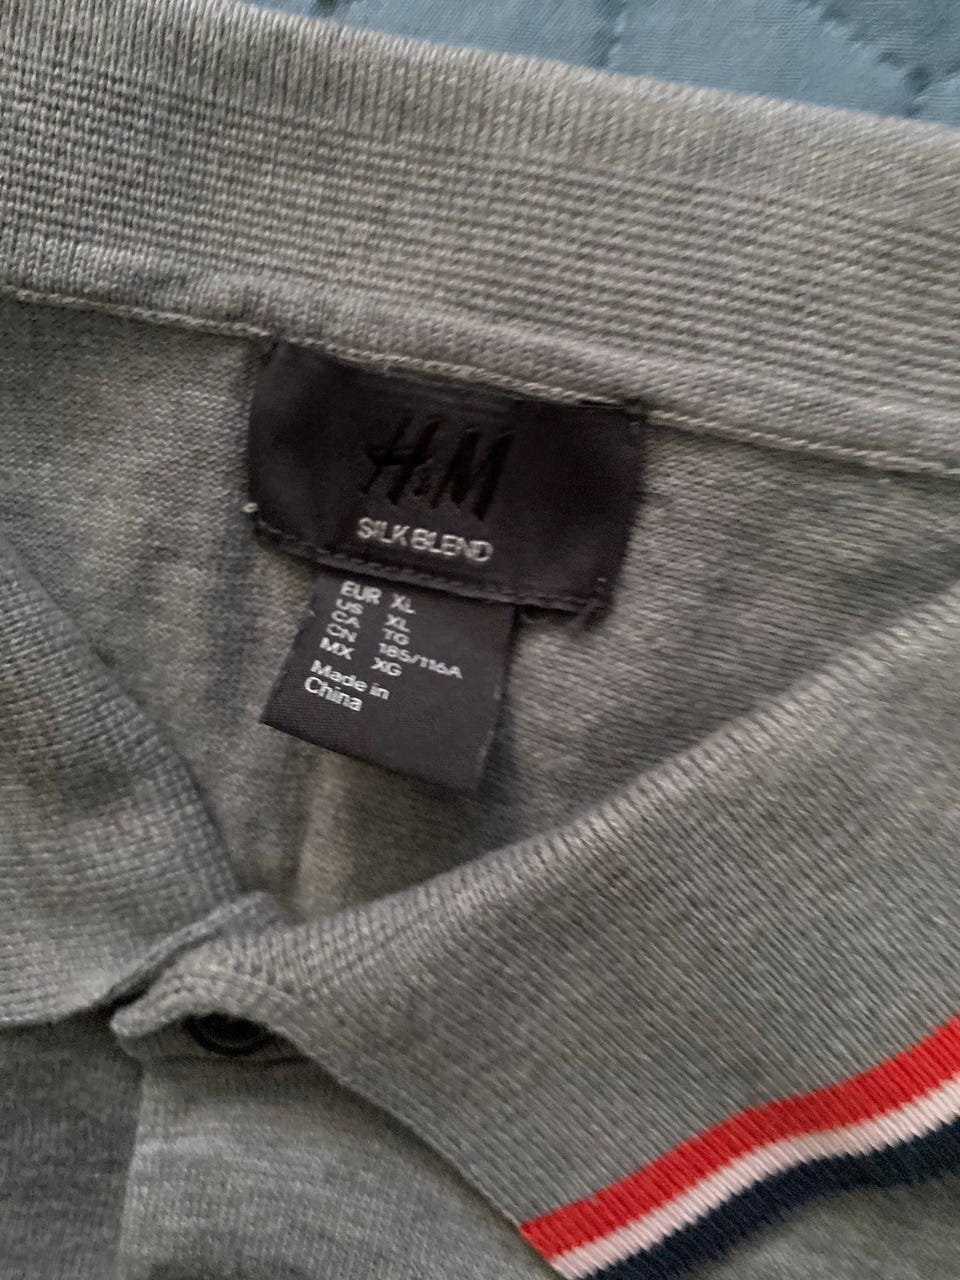 H&M
SILK BLEND
EUR XL
US XL
CA TG
CN 185/116A
MX XG
Made in
China